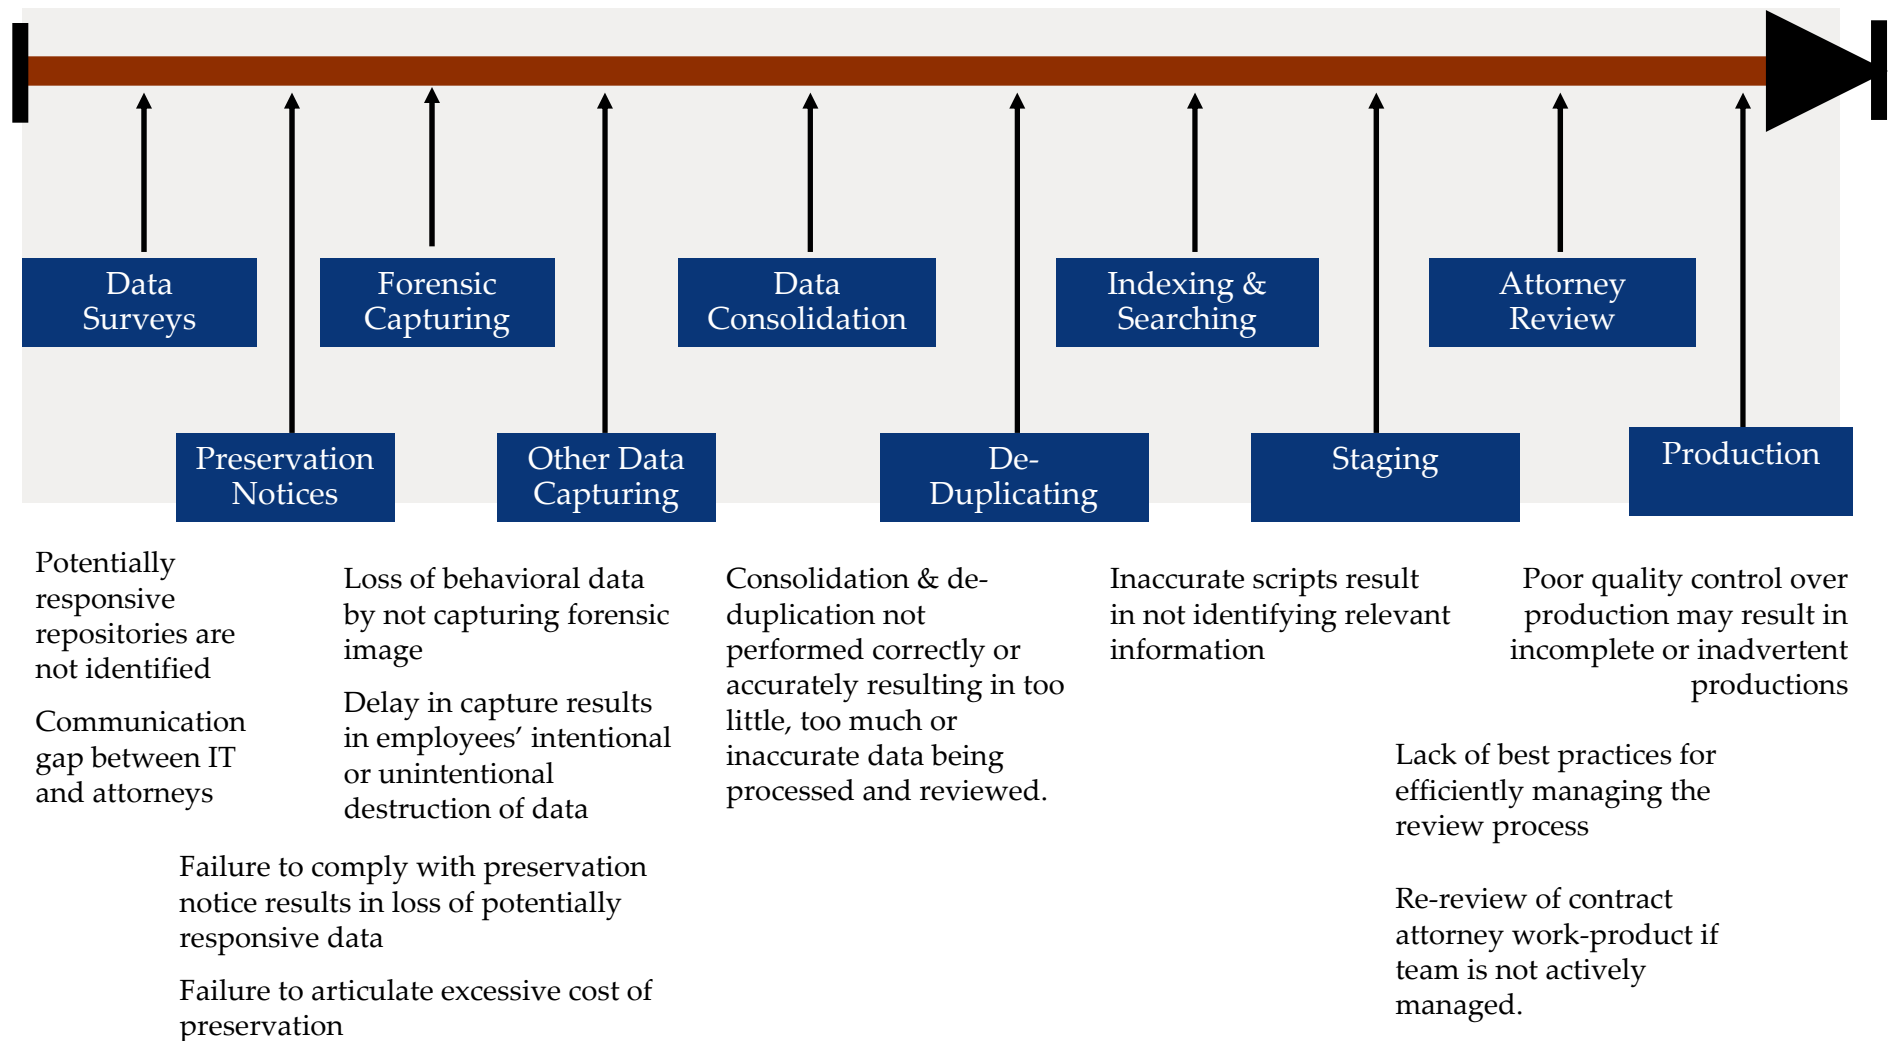 Data
Surveys
Forensic
Capturing
Data
Consolidation
Indexing &
Searching
Attorney
Review
Preservation
Notices
Other Data
Capturing
De-
Duplicating
Staging
Production
Potentially
responsive
repositories are
not identified
Communication
gap between IT
and attorneys
Loss of behavioral data
by not capturing forensic
image
Delay in capture results
in employees’ intentional
or unintentional
destruction of data
Failure to comply with preservation
notice results in loss of potentially
responsive data
Failure to articulate excessive cost of
preservation
Consolidation & de-
duplication not
performed correctly or
accurately resulting in too
little, too much or
inaccurate data being
processed and reviewed.
Inaccurate scripts result
in not identifying relevant
information
Poor quality control over
production may result in
incomplete or inadvertent
productions
Lack of best practices for
efficiently managing the
review process
Re-review of contract
attorney work-product if
team is not actively
managed.